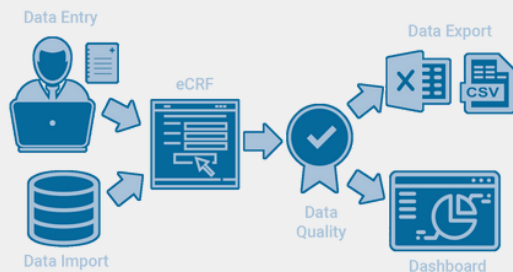 Data Entry
Data Export
eCRF
X
CSV
Data
Quality
Data Import
Dashboard